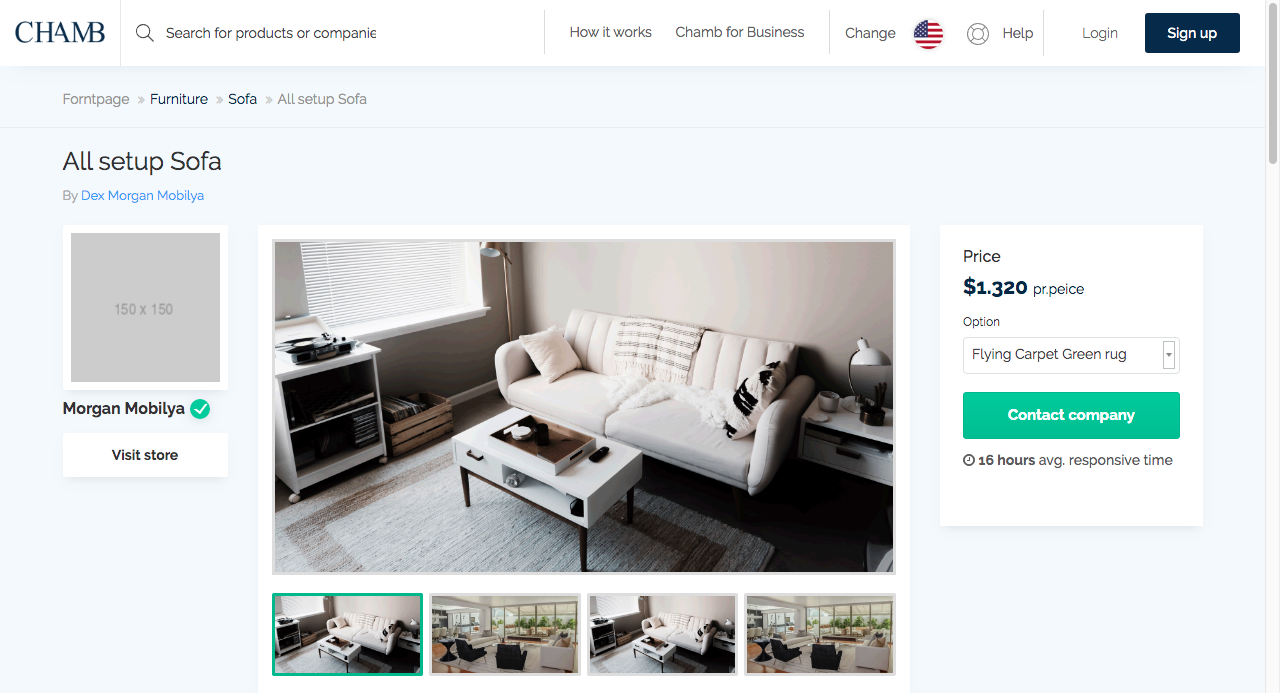 CHAMB
Search for products or companie
How it works
Chamb for Business
Change
Help
Login
Sign up
Forntpage » Furniture » Sofa » All setup Sofa
All setup Sofa
By Dex Morgan Mobilya
150 x 150
Morgan Mobilya
Visit store
Price
$1.320 pr.peice
Option
Flying Carpet Green rug
Contact company
16 hours avg. responsive time